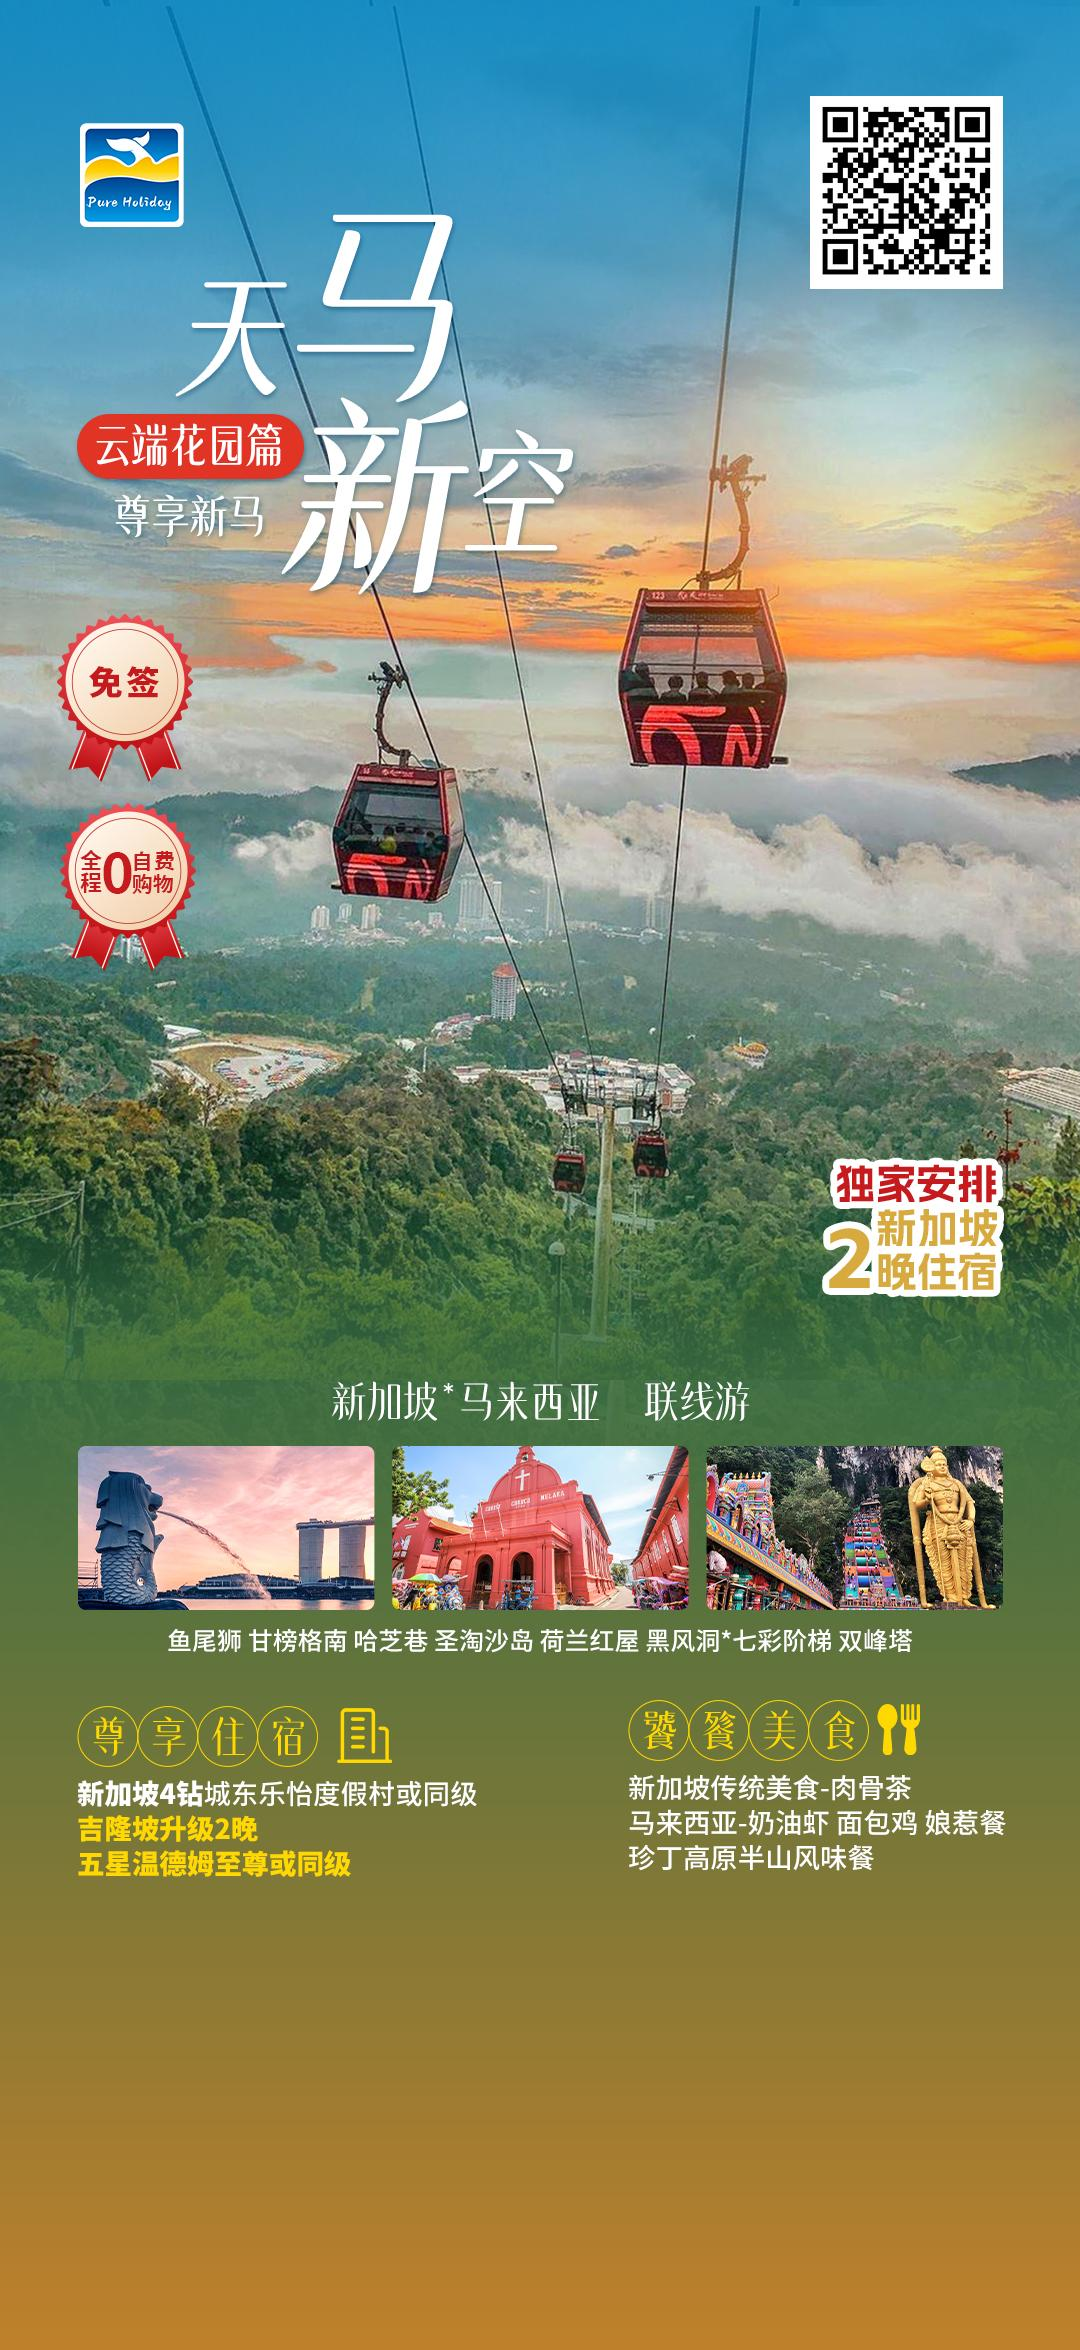 Pure Holiday
天马
新空
云端花园篇
尊享新马
免签
全程0自费购物
123
独家安排
新加坡
2晚住宿
新加坡*马来西亚 联线游
CHRIST CHURCH MELAKA
鱼尾狮 甘榜格南 哈芝巷 圣淘沙岛 荷兰红屋 黑风洞*七彩阶梯 双峰塔
尊享住宿
新加坡4钻城东乐怡度假村或同级
吉隆坡升级2晚
五星温德姆至尊或同级
饕餮美食
新加坡传统美食-肉骨茶
马来西亚-奶油虾 面包鸡 娘惹餐
珍丁高原半山风味餐